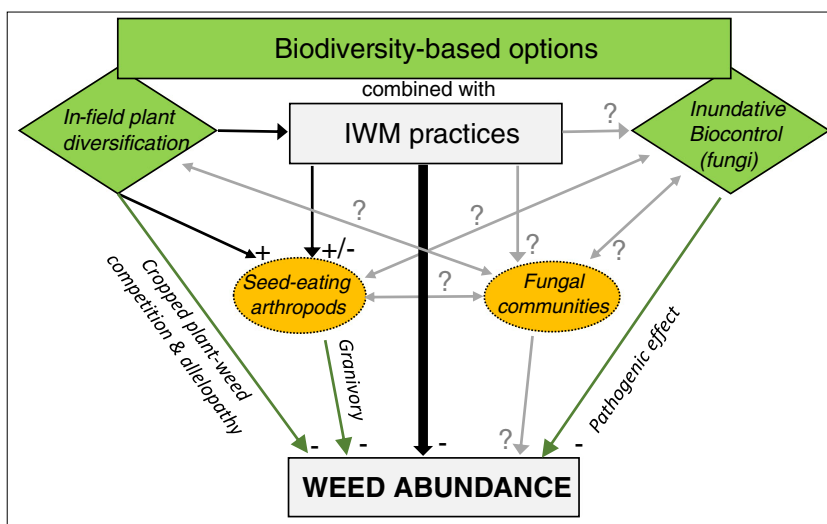 Biodiversity-based options
combined with
In-field plant
diversification
IWM practices
?
Inundative
Biocontrol
(fungi)
?
?
?
?
+
+/-
?
Seed-eating
arthropods
Fungal
communities
Cropped plant-weed
competition & allelopathy
Granivory
Pathogenic effect
-
-
-
?
-
WEED ABUNDANCE